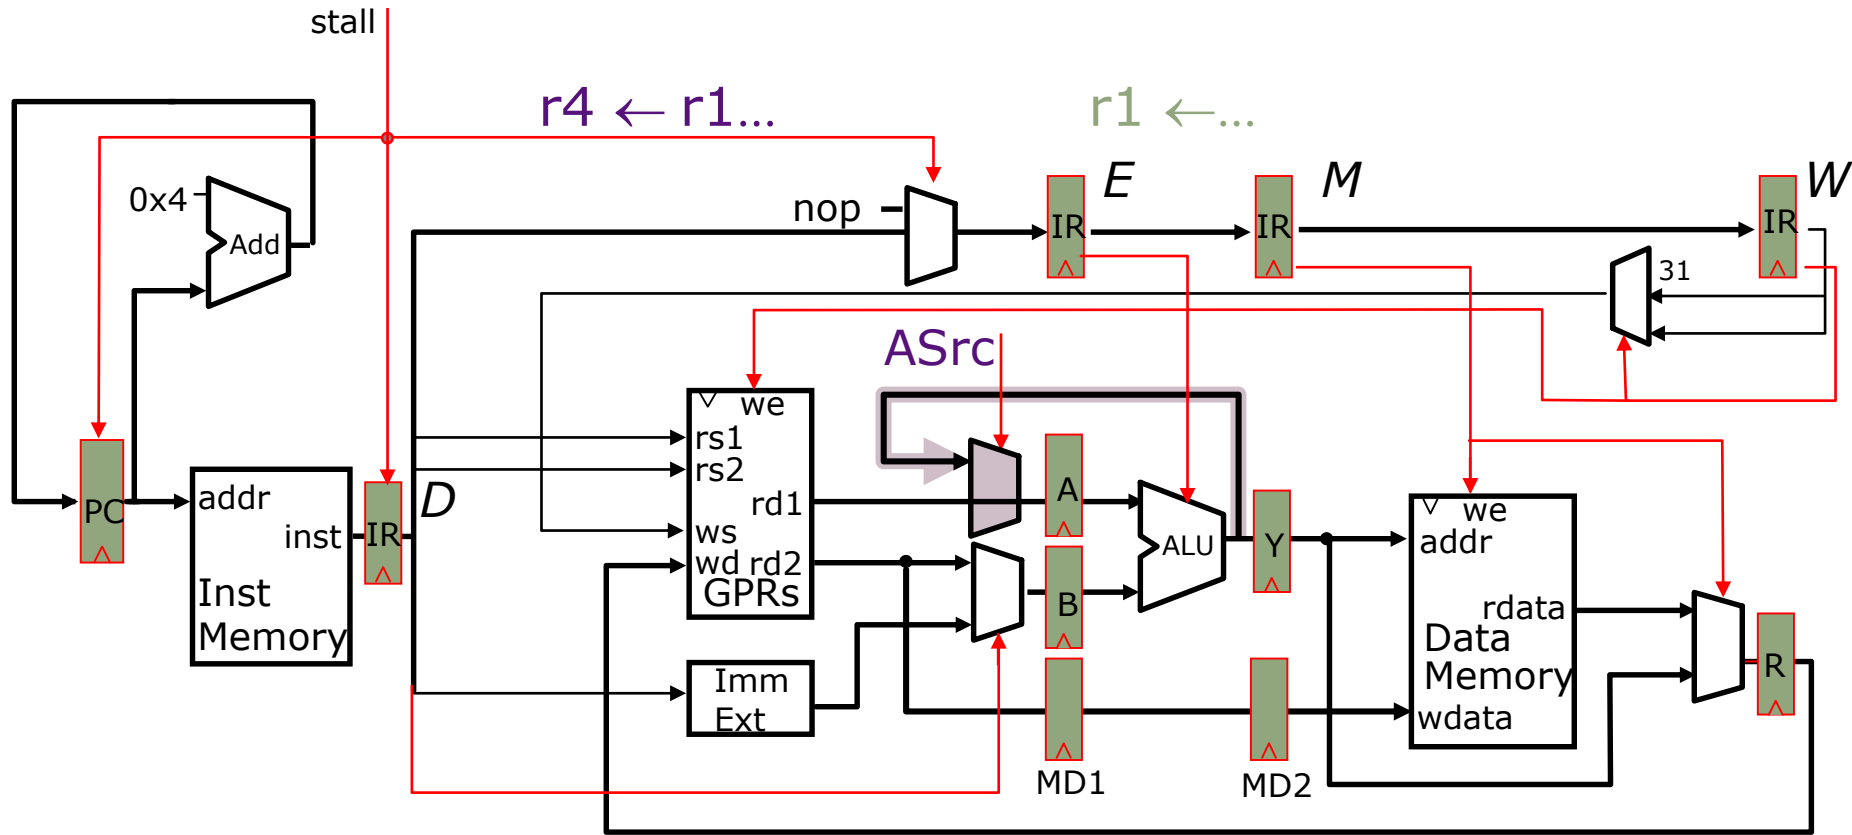 stall
r4 ← r1...
r1 ←...
E
M
W
0x4
Add
nop
IR
IR
IR
31
ASrc
we
rs1
rs2
rd1
ws
wd rd2
GPRs
A
B
ALU
Y
PC
addr
inst
Inst
Memory
IR
D
we
addr
rdata
Data
Memory
wdata
R
Imm
Ext
MD1
MD2